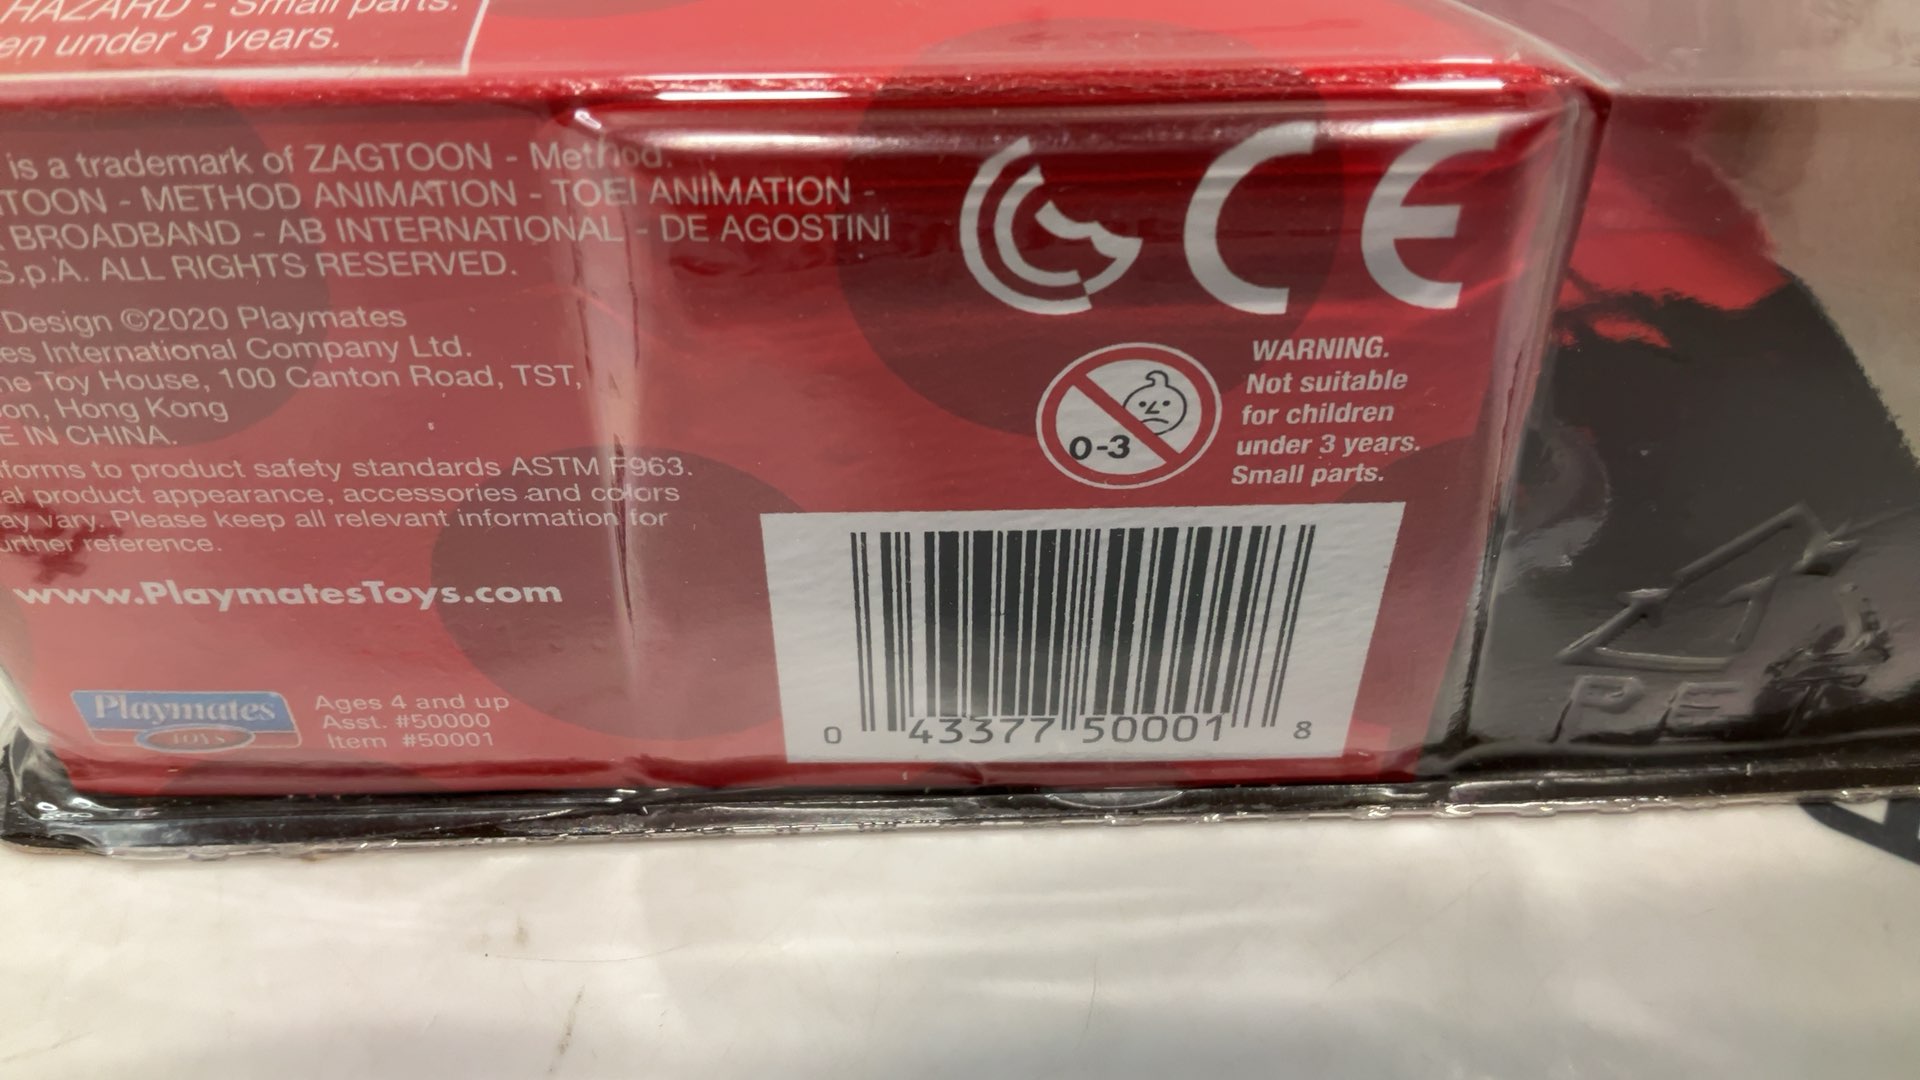 HAZARD - Small parts.
en under 3 years.
is a trademark of ZAGTOON - Method.
TOON - METHOD ANIMATION - TOEI ANIMATION -
BROADBAND - AB INTERNATIONAL - DE AGOSTINI
S.p.A. ALL RIGHTS RESERVED.
Design ©2020 Playmates
es International Company Ltd.
ne Toy House, 100 Canton Road, TST,
on, Hong Kong
E IN CHINA.
forms to product safety standards ASTM F963.
al product appearance, accessories and colors
ay vary. Please keep all relevant information for
urther reference.
www.PlaymatesToys.com
Playmates
TOYS
Ages 4 and up
Asst. #50000
Item #50001
CE
0-3
WARNING.
Not suitable
for children
under 3 years.
Small parts.
0 43377 50001 8
1
PET